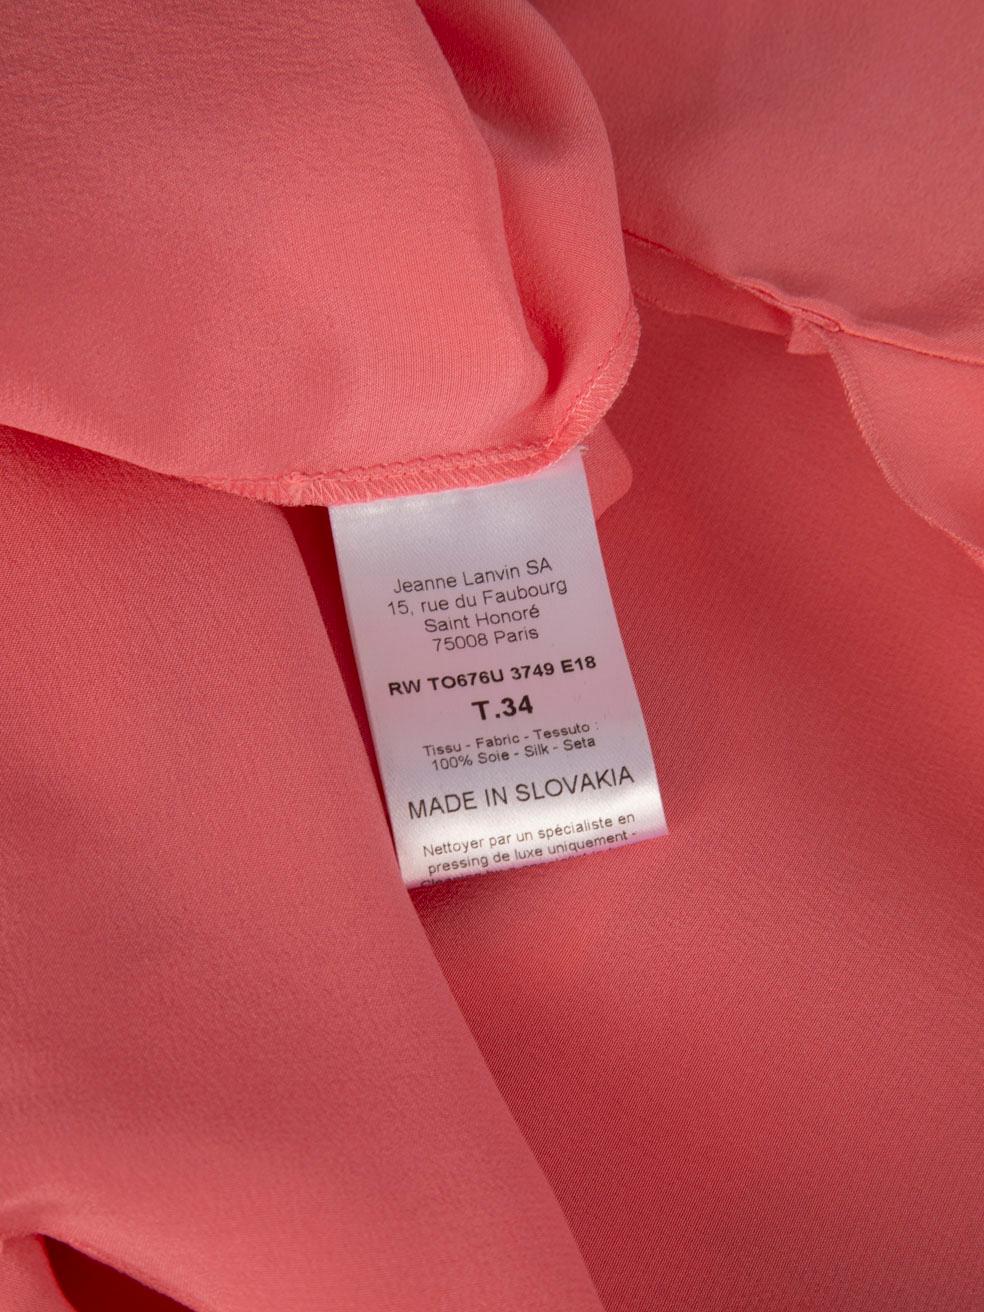 Jeanne Lanvin SA
15, rue du Faubourg
Saint Honoré
75008 Paris
RW TO676U 3749 E18
T.34
Tissu - Fabric - Tessuto :
100% Soie - Silk - Seta
MADE IN SLOVAKIA
Nettoyer par un spécialiste en
pressing de luxe uniquement -